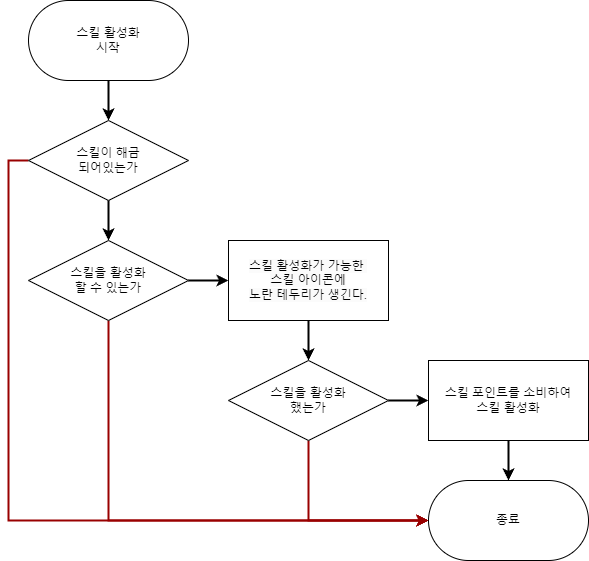 스킬 활성화
시작
스킬이 해금
되어있는가
스킬을 활성화
할 수 있는가
스킬 활성화가 가능한
스킬 아이콘에
노란 테두리가 생긴다.
스킬을 활성화
했는가
스킬 포인트를 소비하여
스킬 활성화
종료